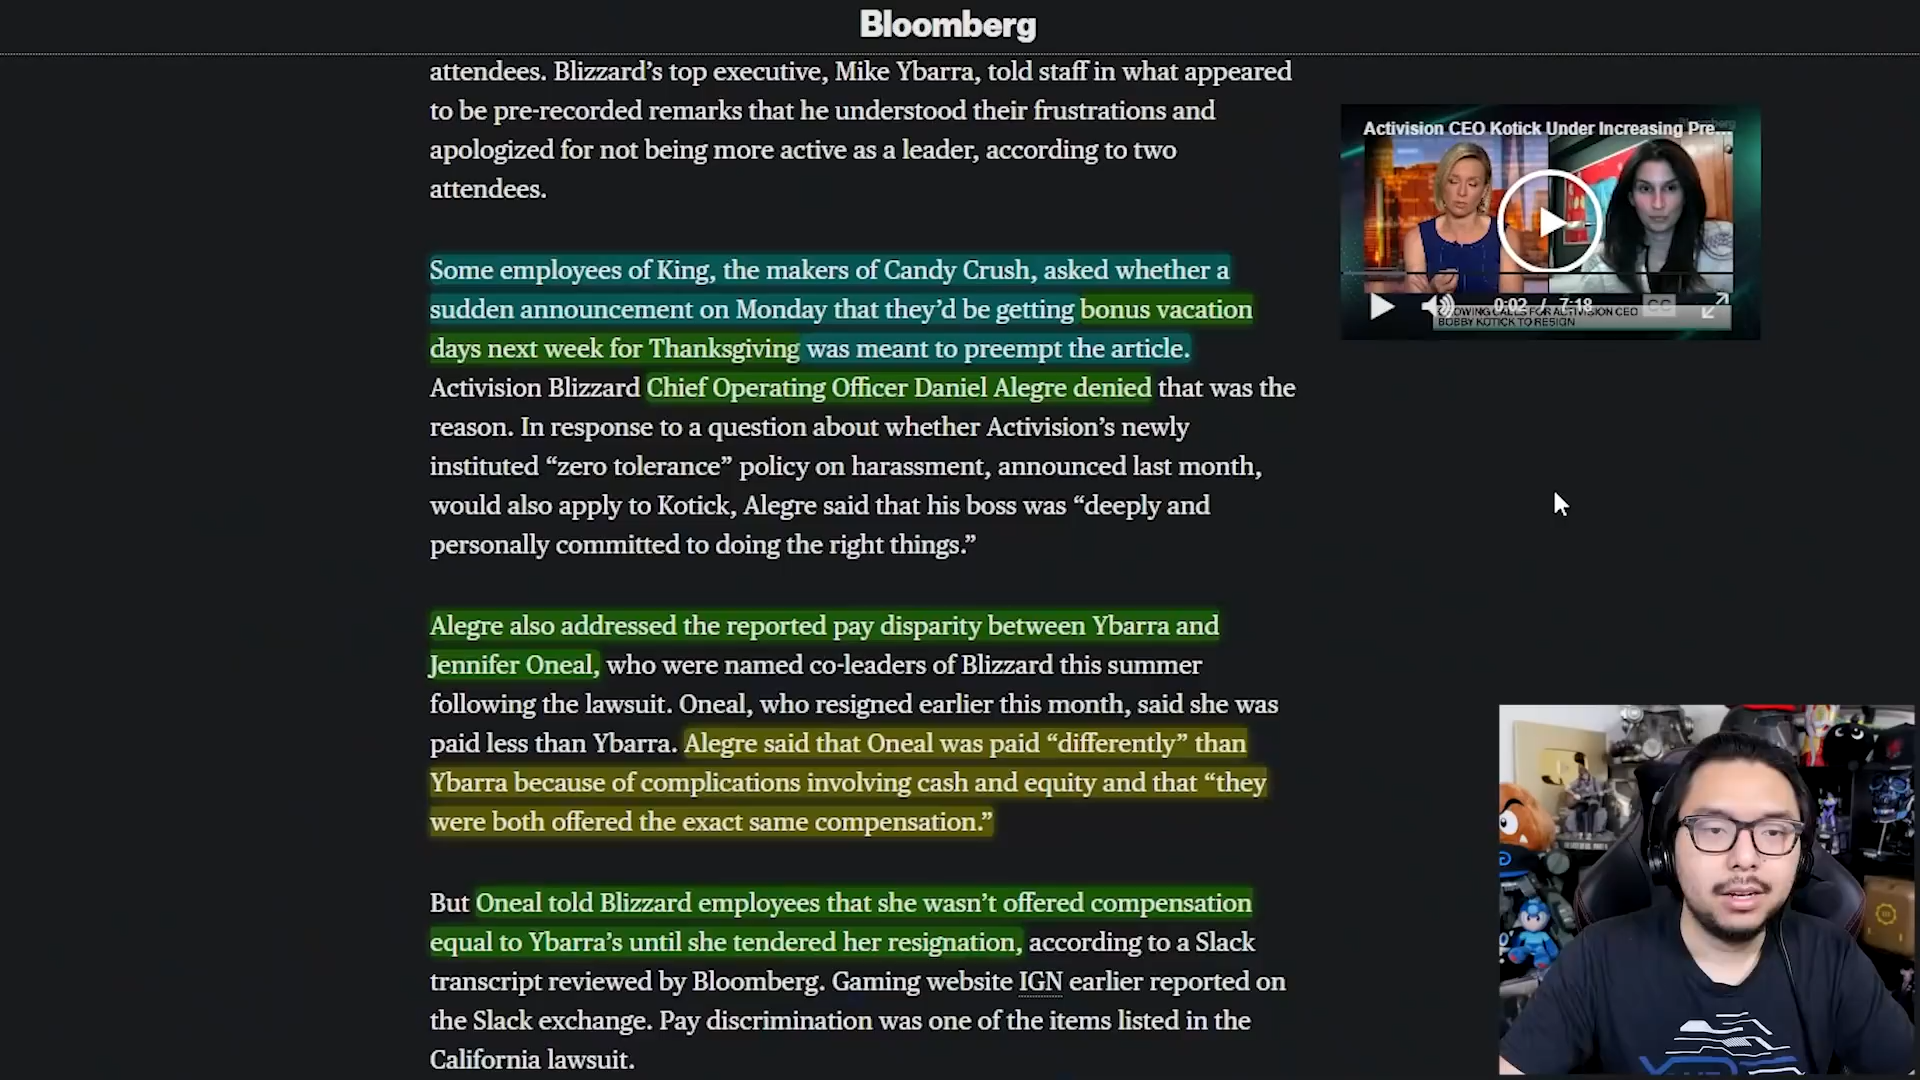 Bloomberg
attendees. Blizzard’s top executive, Mike Ybarra, told staff in what appeared
to be pre-recorded remarks that he understood their frustrations and
apologized for not being more active as a leader, according to two
attendees.
Some employees of King, the makers of Candy Crush, asked whether a
sudden announcement on Monday that they’d be getting bonus vacation
days next week for Thanksgiving was meant to preempt the article.
Activision Blizzard Chief Operating Officer Daniel Alegre denied that was the
reason. In response to a question about whether Activision’s newly
instituted “zero tolerance” policy on harassment, announced last month,
would also apply to Kotick, Alegre said that his boss was “deeply and
personally committed to doing the right things.”
Alegre also addressed the reported pay disparity between Ybarra and
Jennifer Oneal, who were named co-leaders of Blizzard this summer
following the lawsuit. Oneal, who resigned earlier this month, said she was
paid less than Ybarra. Alegre said that Oneal was paid “differently” than
Ybarra because of complications involving cash and equity and that “they
were both offered the exact same compensation.”
But Oneal told Blizzard employees that she wasn’t offered compensation
equal to Ybarra’s until she tendered her resignation, according to a Slack
transcript reviewed by Bloomberg. Gaming website IGN earlier reported on
the Slack exchange. Pay discrimination was one of the items listed in the
California lawsuit.
Activision CEO Kotick Under Increasing Pre...
Bloomberg
0:02 / 7:18
CC
GROWING CALLS FOR ACTIVISION CEO
BOBBY KOTICK TO RESIGN